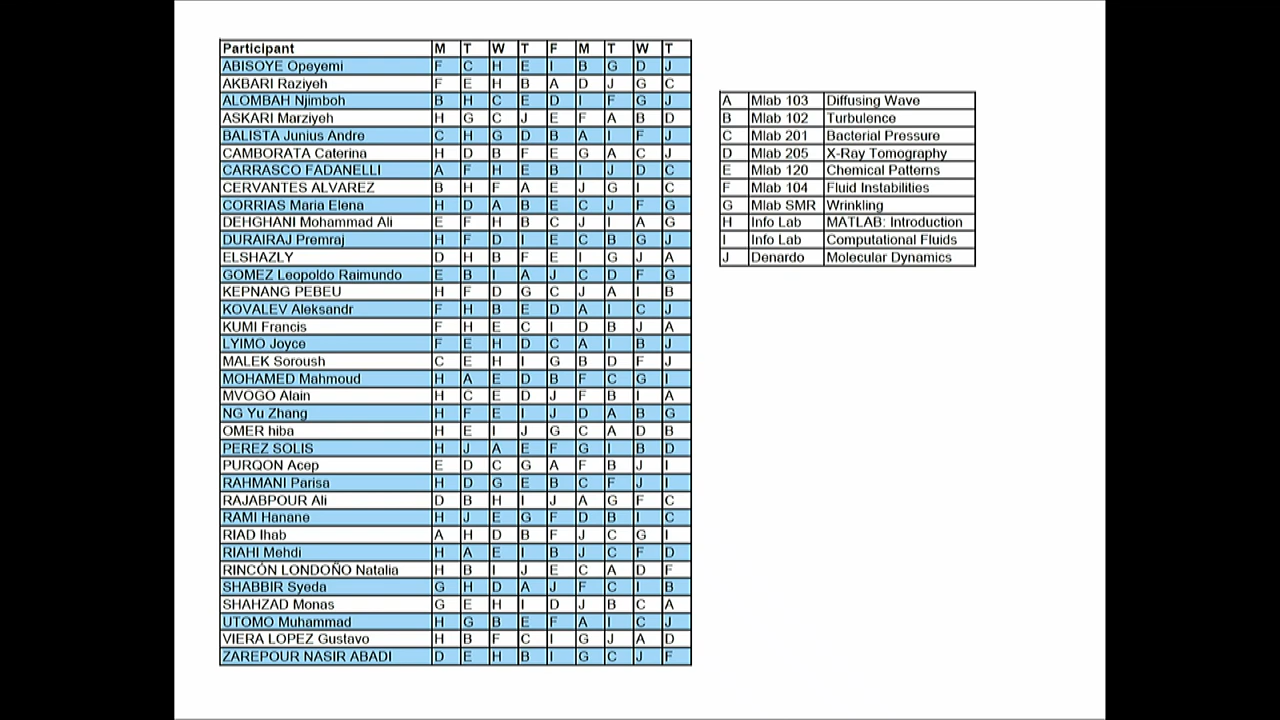 Participant M T W T F M T W T
ABISOYE Opeyemi F C H E I B G D J
AKBARI Raziyeh F E H B A D J G C
ALOMBAH Njimboh B H C E D I F G J
ASKARI Marziyeh H G C J E F A B D
BALISTA Junius Andre C H G D B A I F J
CAMBORATA Caterina H D B F E G A C J
CARRASCO FADANELLI A F H E B I J D C
CERVANTES ALVAREZ B H F A E J G I C
CORRIAS Maria Elena H D A B E C J F G
DEHGHANI Mohammad Ali E F H B C J I A G
DURAIRAJ Premraj H F D I E C B G J
ELSHAZLY D H B F E I G J A
GOMEZ Leopoldo Raimundo E B I A J C D F G
KEPNANG PEBEU H F D G C J A I B
KOVALEV Aleksandr F H B E D A I C J
KUMI Francis F H E C I D B J A
LYIMO Joyce F E H D C A I B J
MALEK Soroush C E H I G B D F J
MOHAMED Mahmoud H A E D B F C G I
MVOGO Alain H C E D J F B I A
NG Yu Zhang H F E I J D A B G
OMER hiba H E I J G C A D B
PEREZ SOLIS H J A E F G I B D
PURQON Acep E D C G A F B J I
RAHMANI Parisa H D G E B C F J I
RAJABPOUR Ali D B H I J A G F C
RAMI Hanane H J E G F D B I C
RIAD Ihab A H D B F J C G I
RIAHI Mehdi H A E I B J C F D
RINCÓN LONDOÑO Natalia H B I J E C A D F
SHABBIR Syeda G H D A J F C I B
SHAHZAD Monas G E H I D J B C A
UTOMO Muhammad H G B E F A I C J
VIERA LOPEZ Gustavo H B F C I G J A D
ZAREPOUR NASIR ABADI D E H B I G C J F
A Mlab 103 Diffusing Wave
B Mlab 102 Turbulence
C Mlab 201 Bacterial Pressure
D Mlab 205 X-Ray Tomography
E Mlab 120 Chemical Patterns
F Mlab 104 Fluid Instabilities
G Mlab SMR Wrinkling
H Info Lab MATLAB: Introduction
I Info Lab Computational Fluids
J Denardo Molecular Dynamics